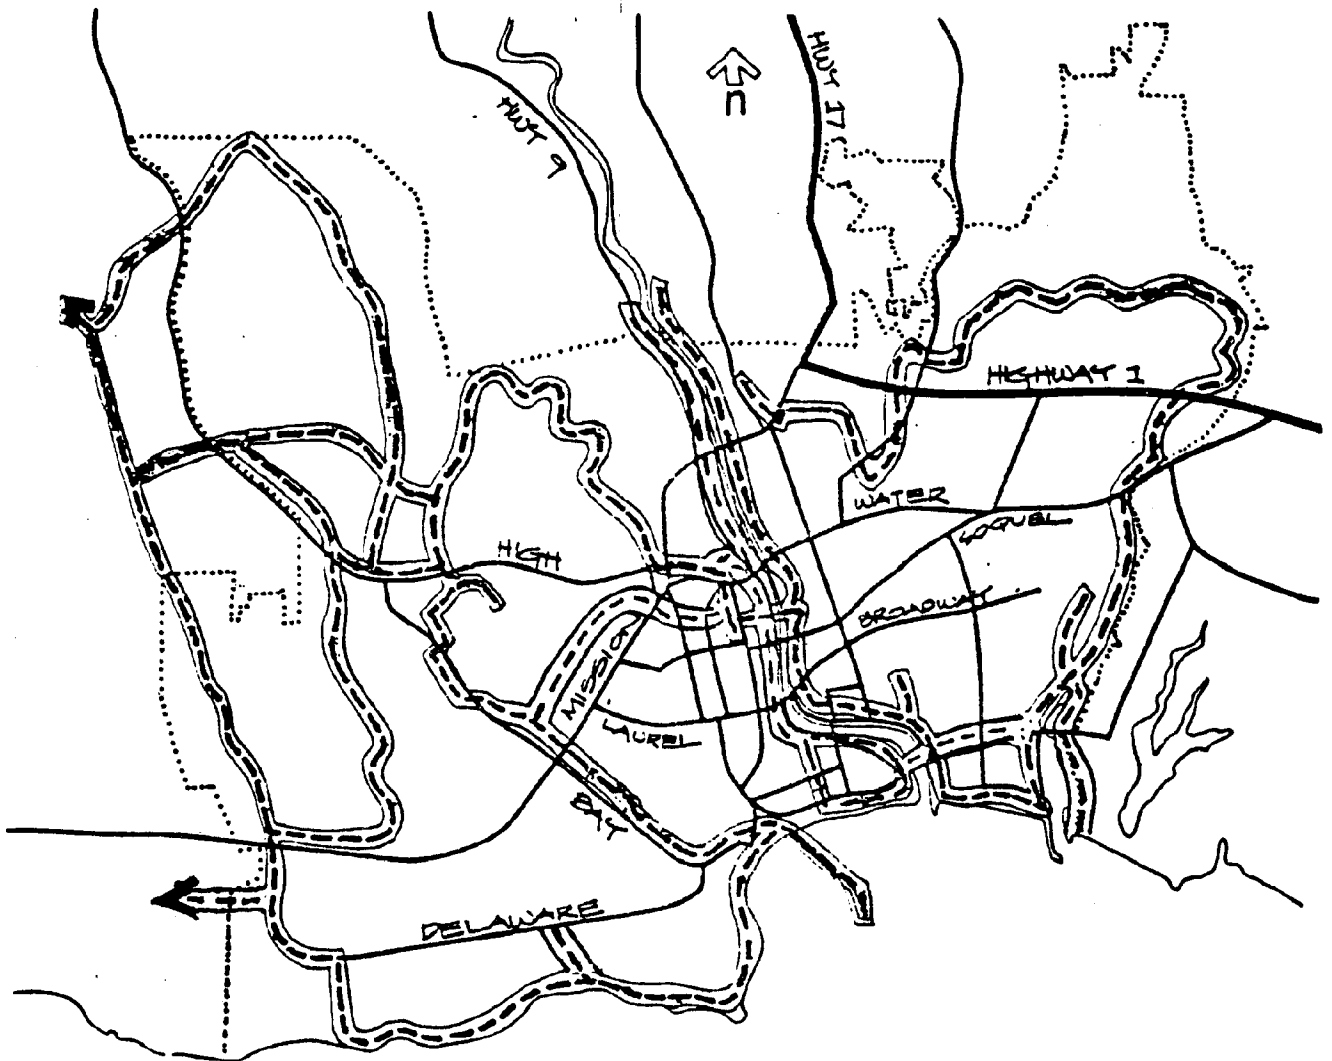 HWY 17
n
HWY 9
HIGHWAY 1
WATER
SOQUEL
HIGH
BROADWAY
MISSION
LAUREL
BAY
DELAWARE